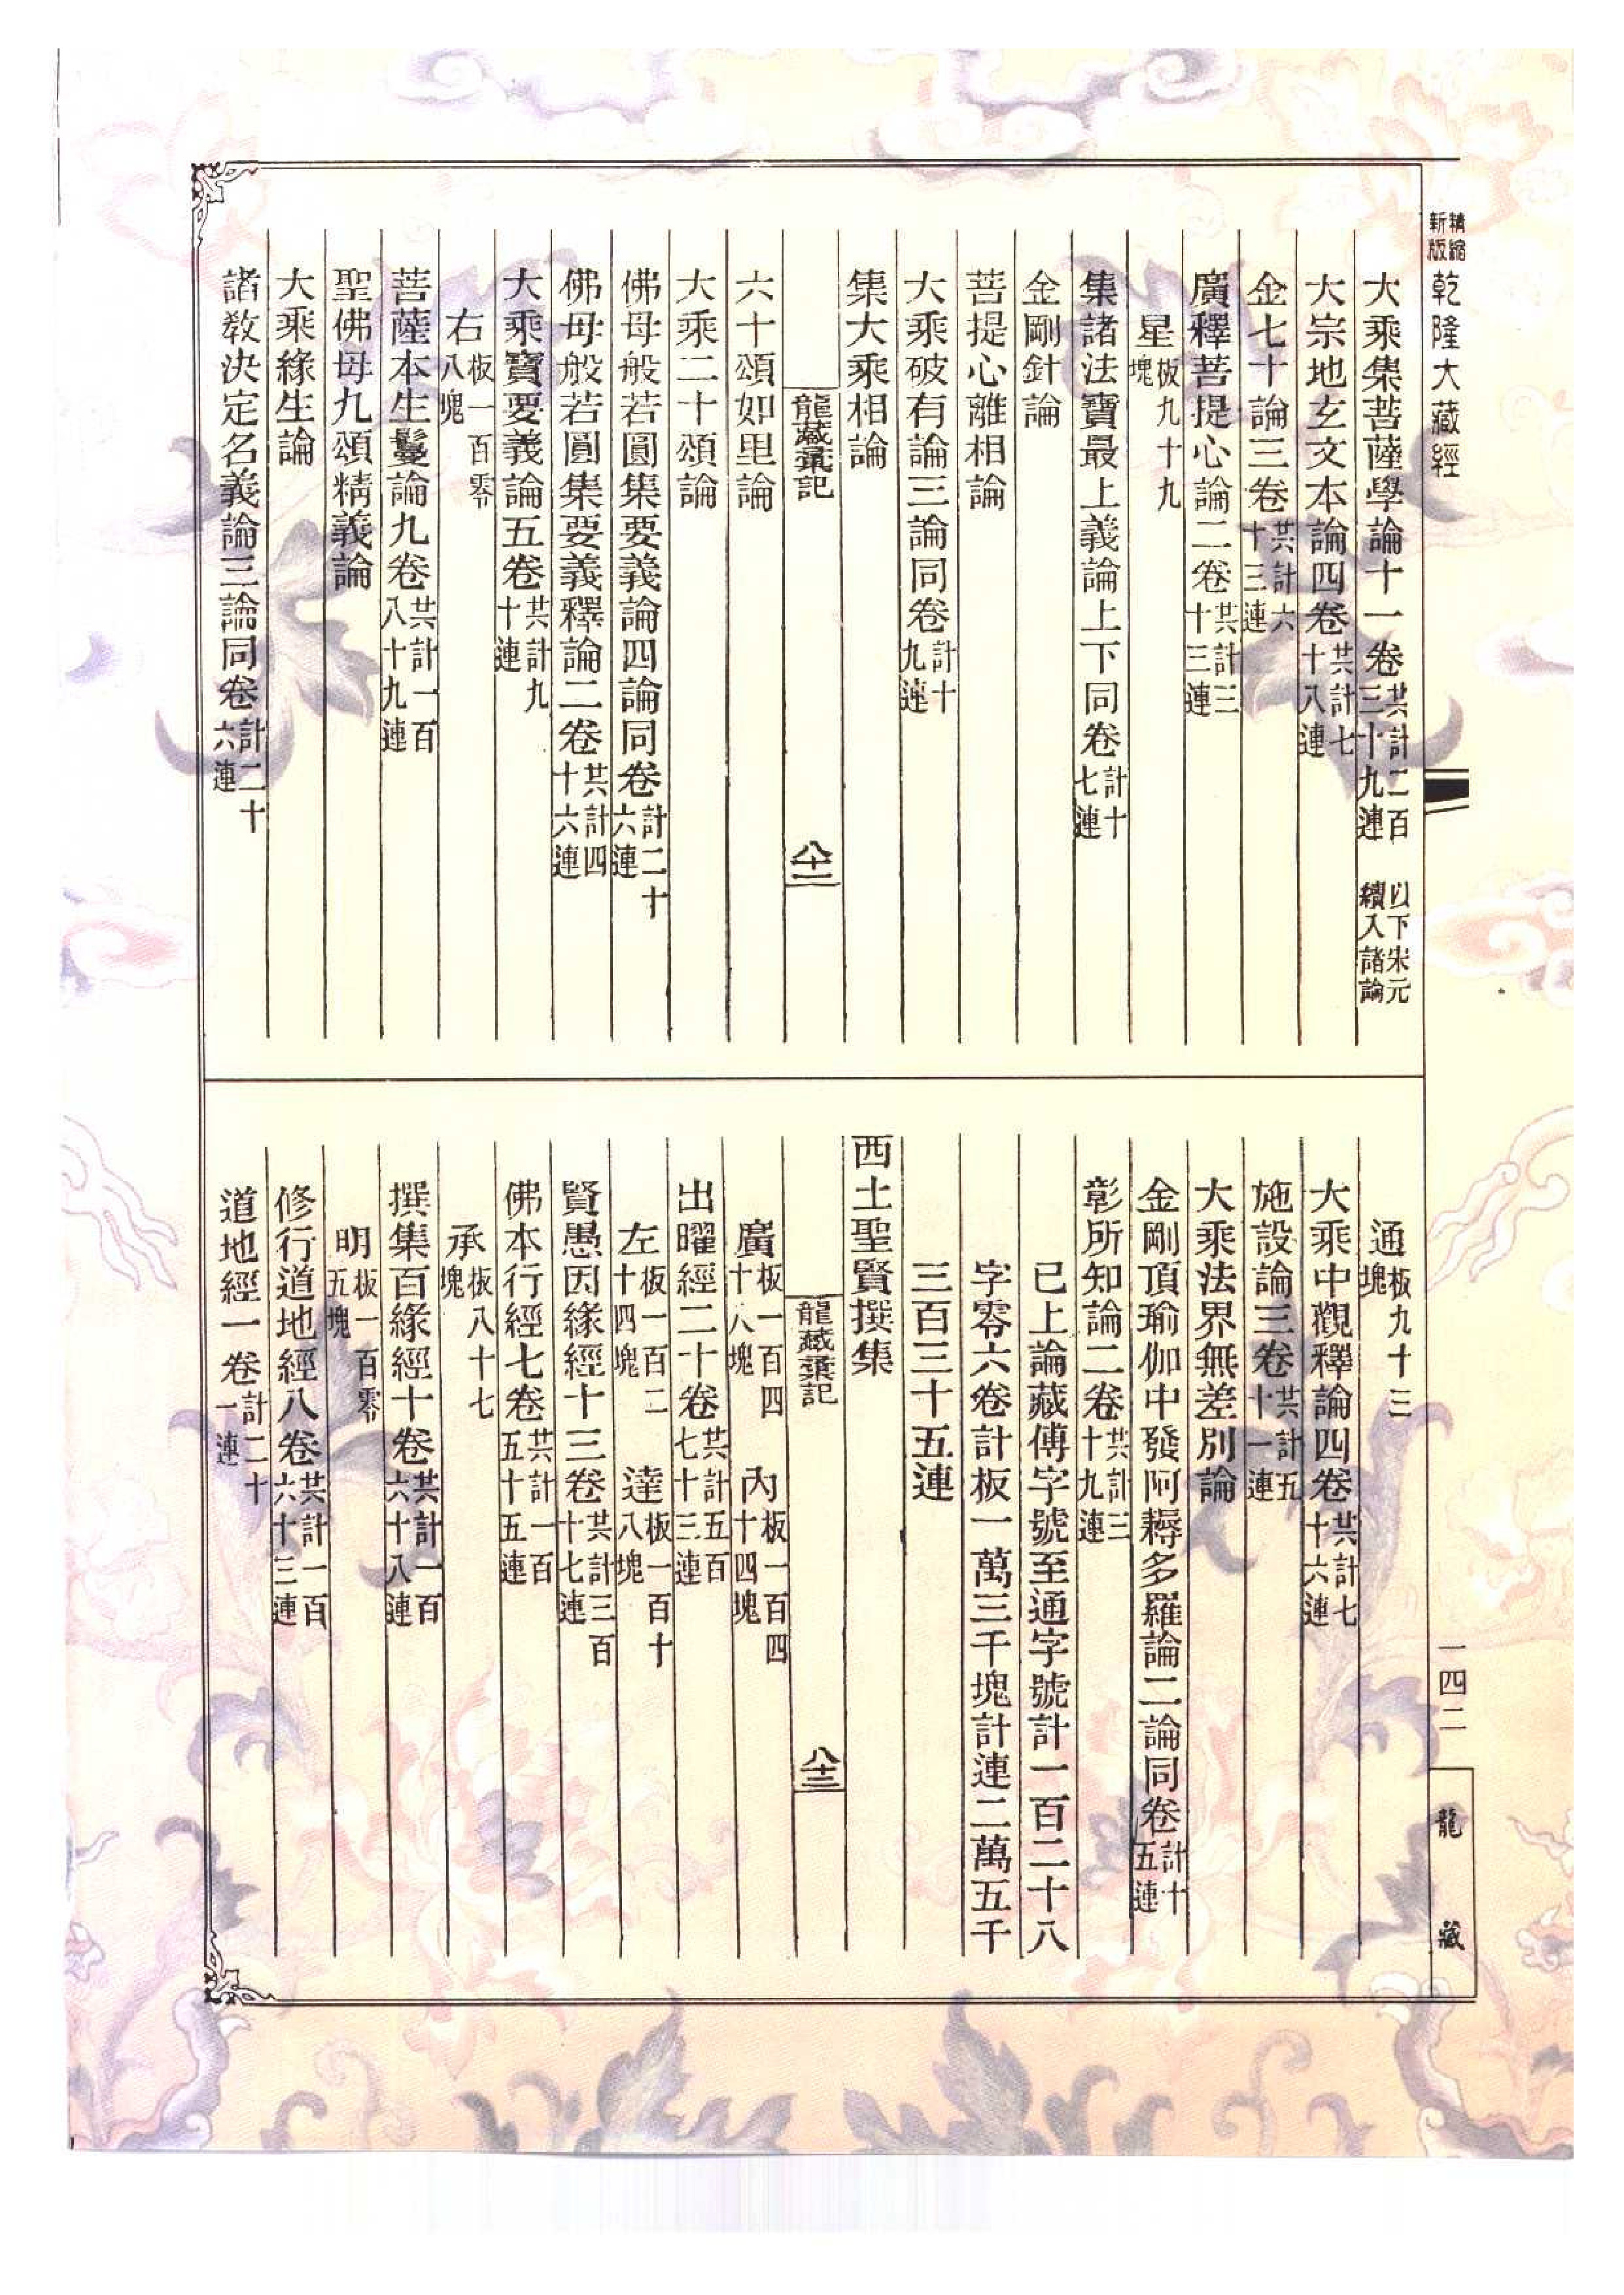 精縮新版
乾隆大藏經
大乘集菩薩學論十一卷共計二百三十九連 以下宋元續入諸論
大宗地玄文本論四卷共計七十八連
金七十論三卷共計六十三連
廣釋菩提心論二卷共計三十三連
星板九十九塊
集諸法寶最上義論上下同卷計十七連
金剛針論
菩提心離相論
大乘破有論三論同卷計十九連
集大乘相論
龍藏彙記 八十二
六十頌如理論
大乘二十頌論
佛母般若圓集要義論四論同卷計二十六連
佛母般若圓集要義釋論二卷共計四十六連
大乘寶要義論五卷共計九十連
右板一百零八塊
菩薩本生鬘論九卷共計一百八十九連
聖佛母九頌精義論
大乘緣生論
諸教決定名義論三論同卷計二十六連
通板九十三塊
大乘中觀釋論四卷共計七十六連
施設論三卷共計五十一連
大乘法界無差別論
金剛頂瑜伽中發阿耨多羅論二論同卷計十五連
彰所知論二卷共計三十九連
已上論藏傅字號至通字號計一百二十八
字零六卷計板一萬三千塊計連二萬五千
三百三十五連
西土聖賢撰集
龍藏彙記 八十三
廣板一百四十八塊 內板一百四十四塊
出曜經二十卷共計五百七十三連
左板一百二十四塊 達板一百十八塊
賢愚因緣經十三卷共計三百十七連
佛本行經七卷共計一百五十五連
承板八十七塊
撰集百緣經十卷共計一百六十八連
明板一百零五塊
修行道地經八卷共計一百六十三連
道地經一卷計二十一連
一四二
龍藏